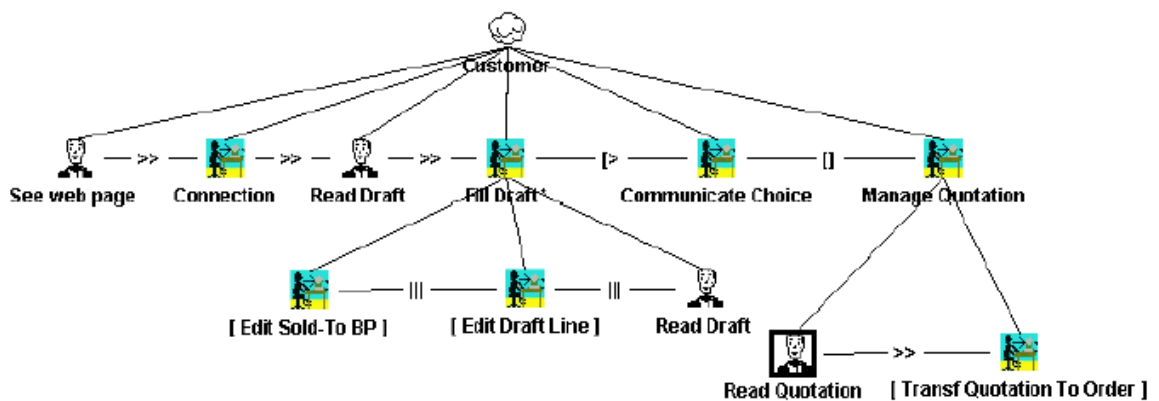 Customer
>> >> >> [> []
See web page Connection Read Draft Fill Draft* Communicate Choice Manage Quotation
||| |||
[ Edit Sold-To BP ] [ Edit Draft Line ] Read Draft
>>
Read Quotation [ Transf Quotation To Order ]